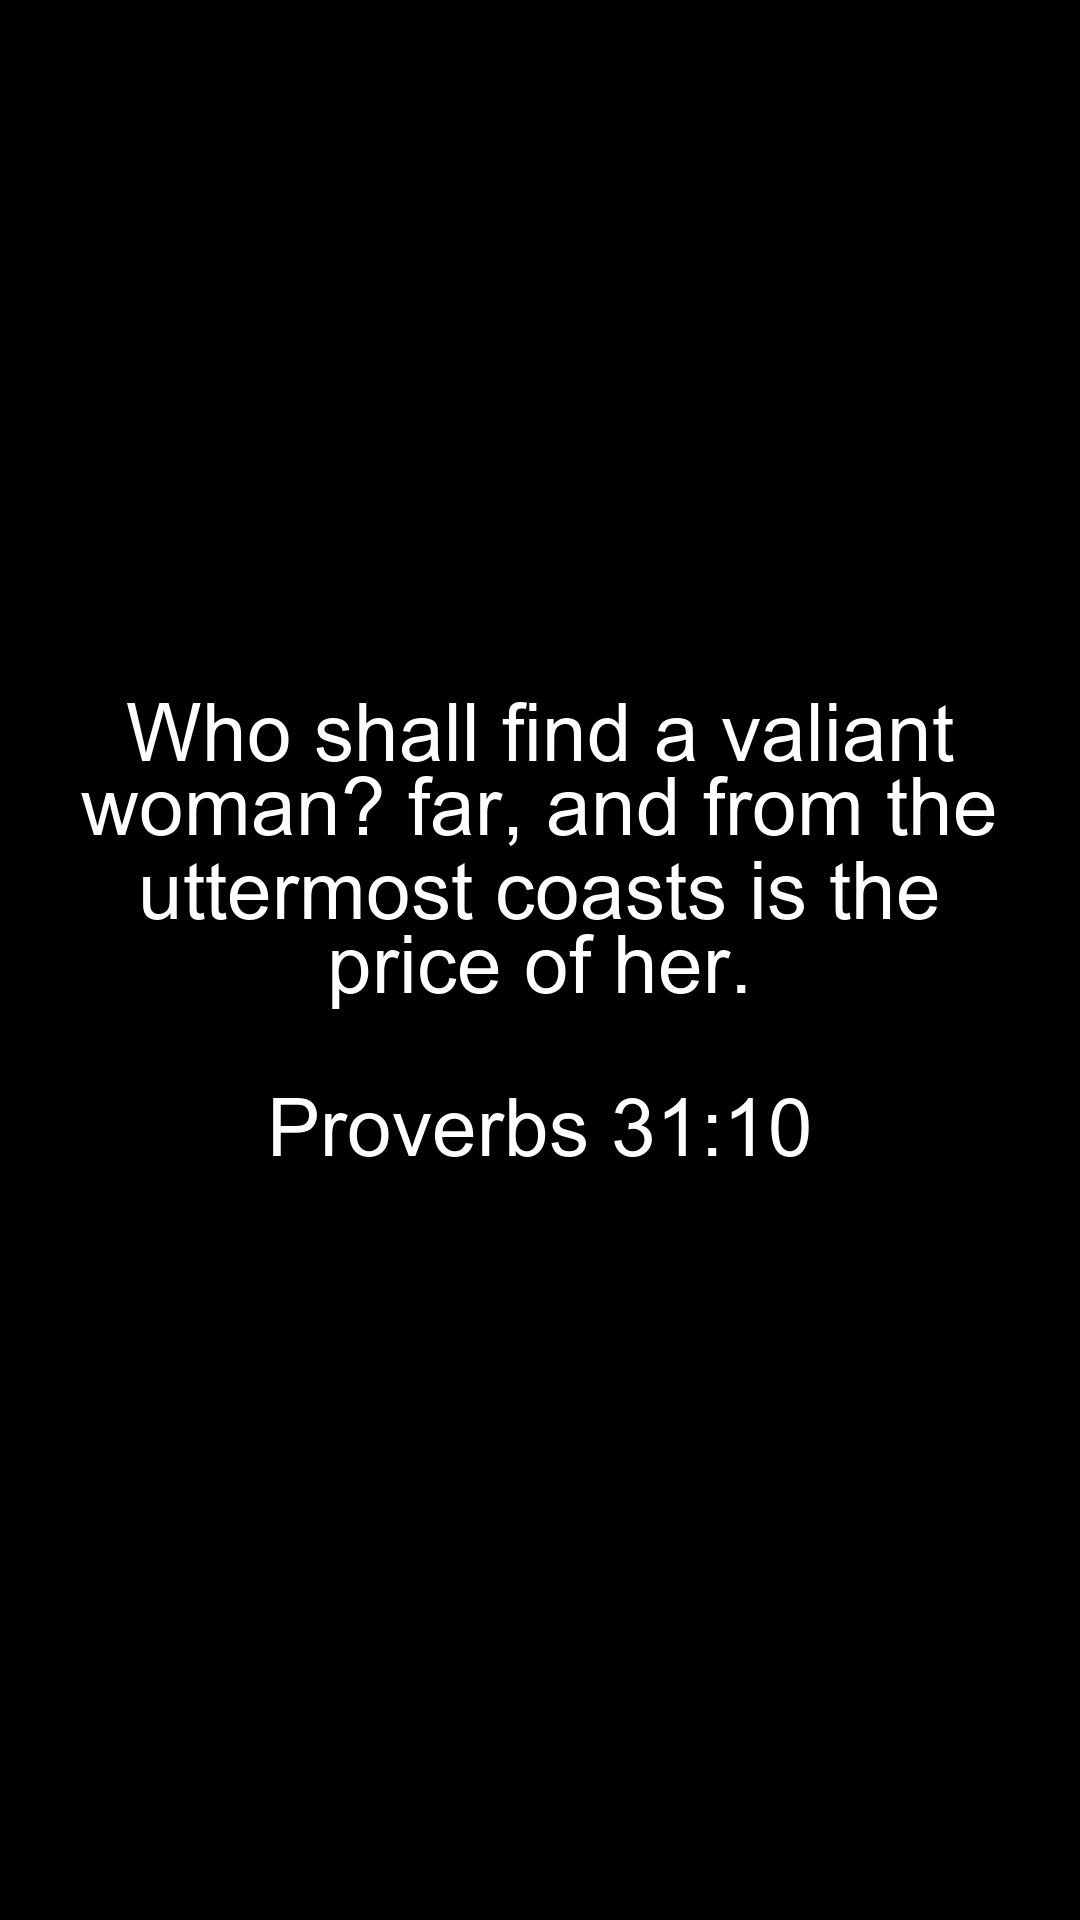 Who shall find a valiant
woman? far, and from the
uttermost coasts is the
price of her.
Proverbs 31:10